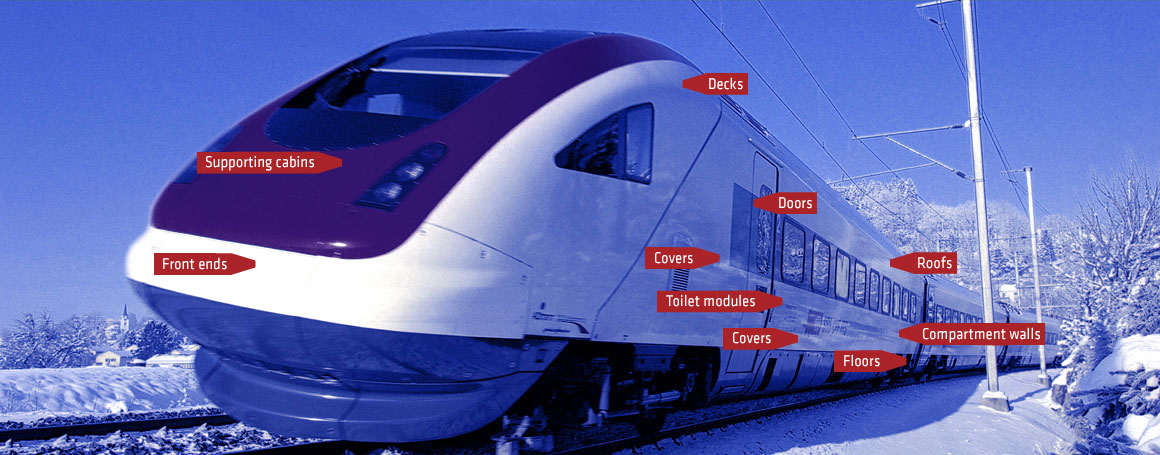 Decks
Supporting cabins
Doors
Covers
Front ends
Roofs
Toilet modules
Covers
Compartment walls
Floors